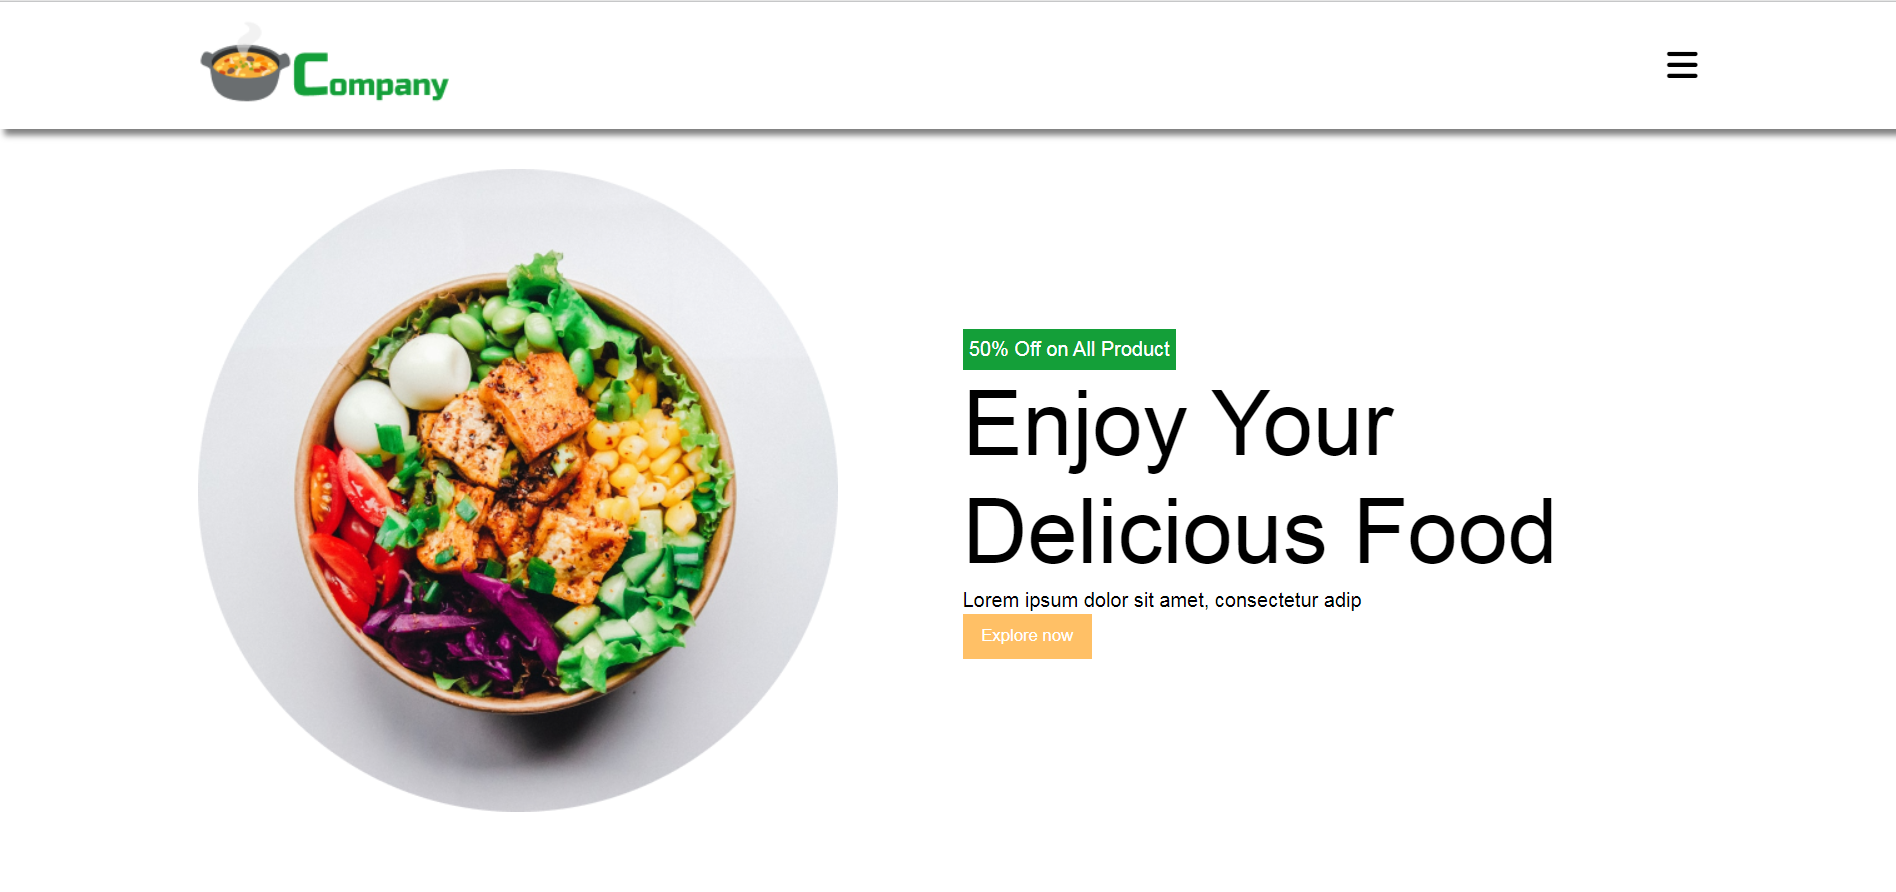 Company
50% Off on All Product
Enjoy Your
Delicious Food
Lorem ipsum dolor sit amet, consectetur adip
Explore now